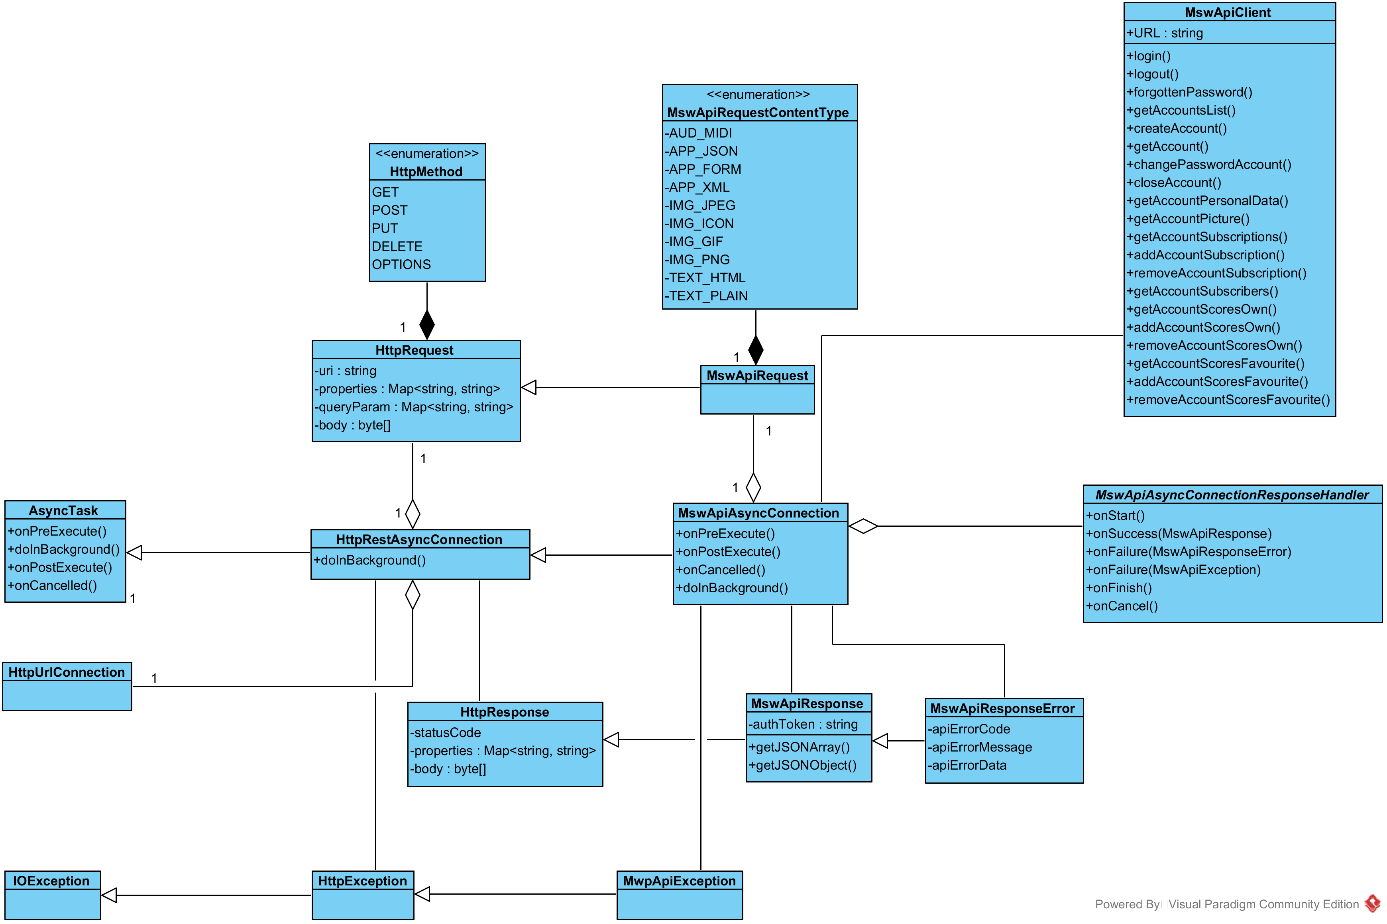 MswApiClient
+URL : string
+login()
+logout()
+forgottenPassword()
+getAccountsList()
+createAccount()
+getAccount()
+changePasswordAccount()
+closeAccount()
+getAccountPersonalData()
+getAccountPicture()
+getAccountSubscriptions()
+addAccountSubscription()
+removeAccountSubscription()
+getAccountSubscribers()
+getAccountScoresOwn()
+addAccountScoresOwn()
+removeAccountScoresOwn()
+getAccountScoresFavourite()
+addAccountScoresFavourite()
+removeAccountScoresFavourite()
<<enumeration>>
MswApiRequestContentType
-AUD_MIDI
-APP_JSON
-APP_FORM
-APP_XML
-IMG_JPEG
-IMG_ICON
-IMG_GIF
-IMG_PNG
-TEXT_HTML
-TEXT_PLAIN
<<enumeration>>
HttpMethod
GET
POST
PUT
DELETE
OPTIONS
1
1
HttpRequest
-uri : string
-properties : Map<string, string>
-queryParam : Map<string, string>
-body : byte[]
MswApiRequest
1
1
1
1
AsyncTask
+onPreExecute()
+doInBackground()
+onPostExecute()
+onCancelled()
1
HttpRestAsyncConnection
+doInBackground()
MswApiAsyncConnection
+onPreExecute()
+onPostExecute()
+onCancelled()
+doInBackground()
MswApiAsyncConnectionResponseHandler
+onStart()
+onSuccess(MswApiResponse)
+onFailure(MswApiResponseError)
+onFailure(MswApiException)
+onFinish()
+onCancel()
HttpUrlConnection
1
HttpResponse
-statusCode
-properties : Map<string, string>
-body : byte[]
MswApiResponse
-authToken : string
+getJSONArray()
+getJSONObject()
MswApiResponseError
-apiErrorCode
-apiErrorMessage
-apiErrorData
IOException
HttpException
MwpApiException
Powered By Visual Paradigm Community Edition